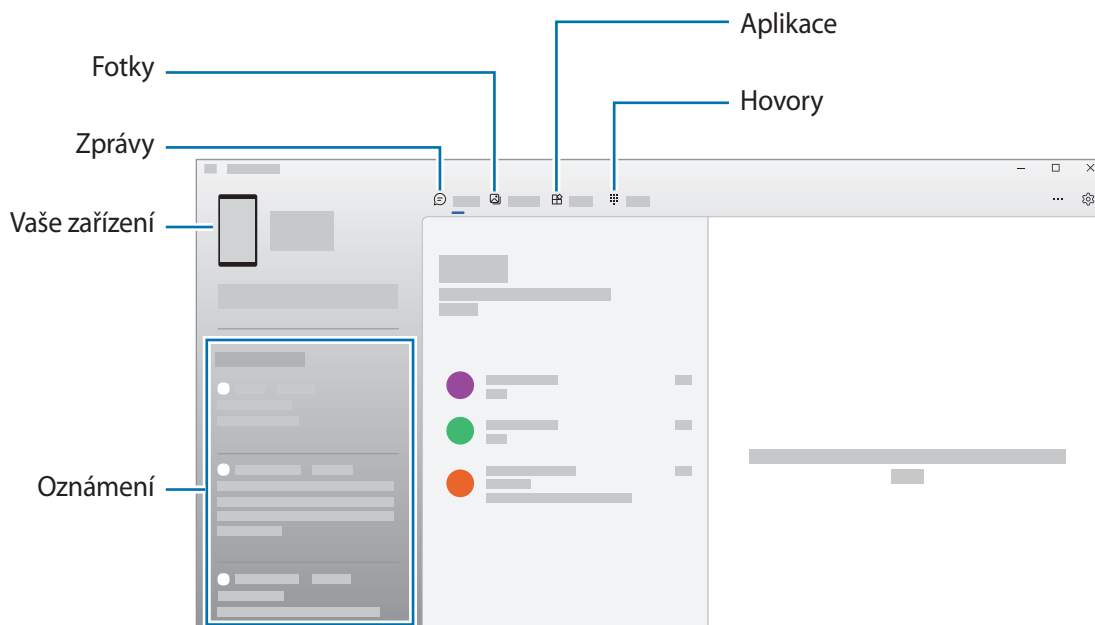 Aplikace
Fotky
Hovory
Zprávy
Vaše zařízení
Oznámení